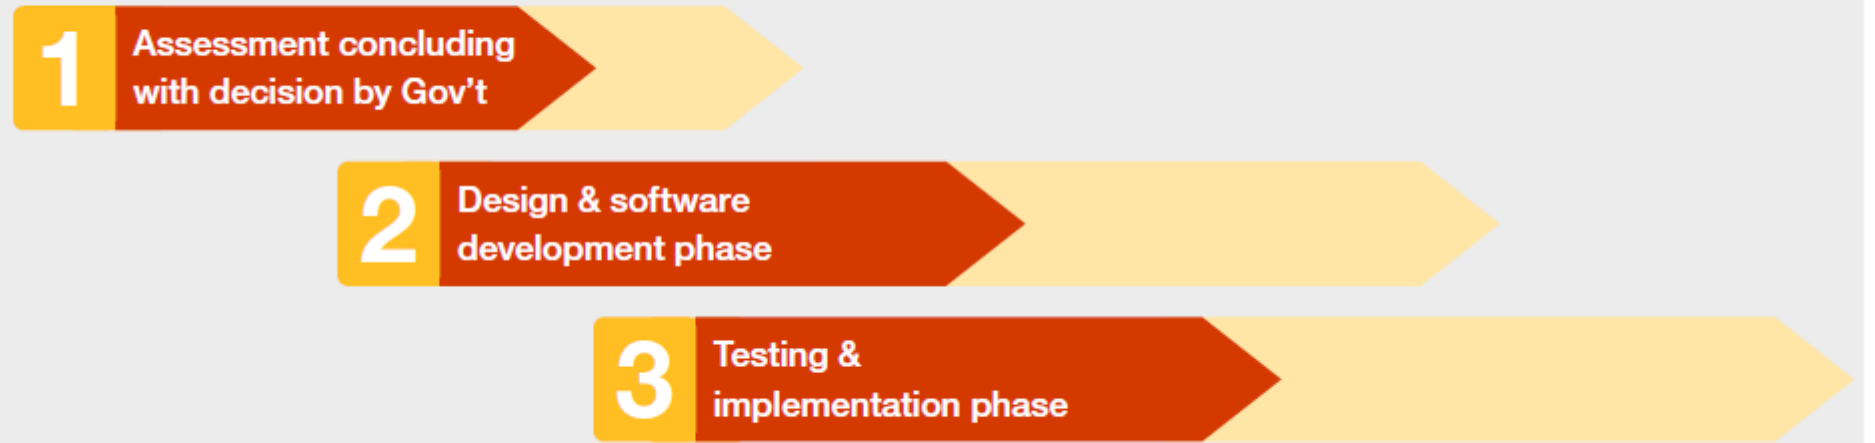 1
Assessment concluding
with decision by Gov't
2
Design & software
development phase
3
Testing &
implementation phase